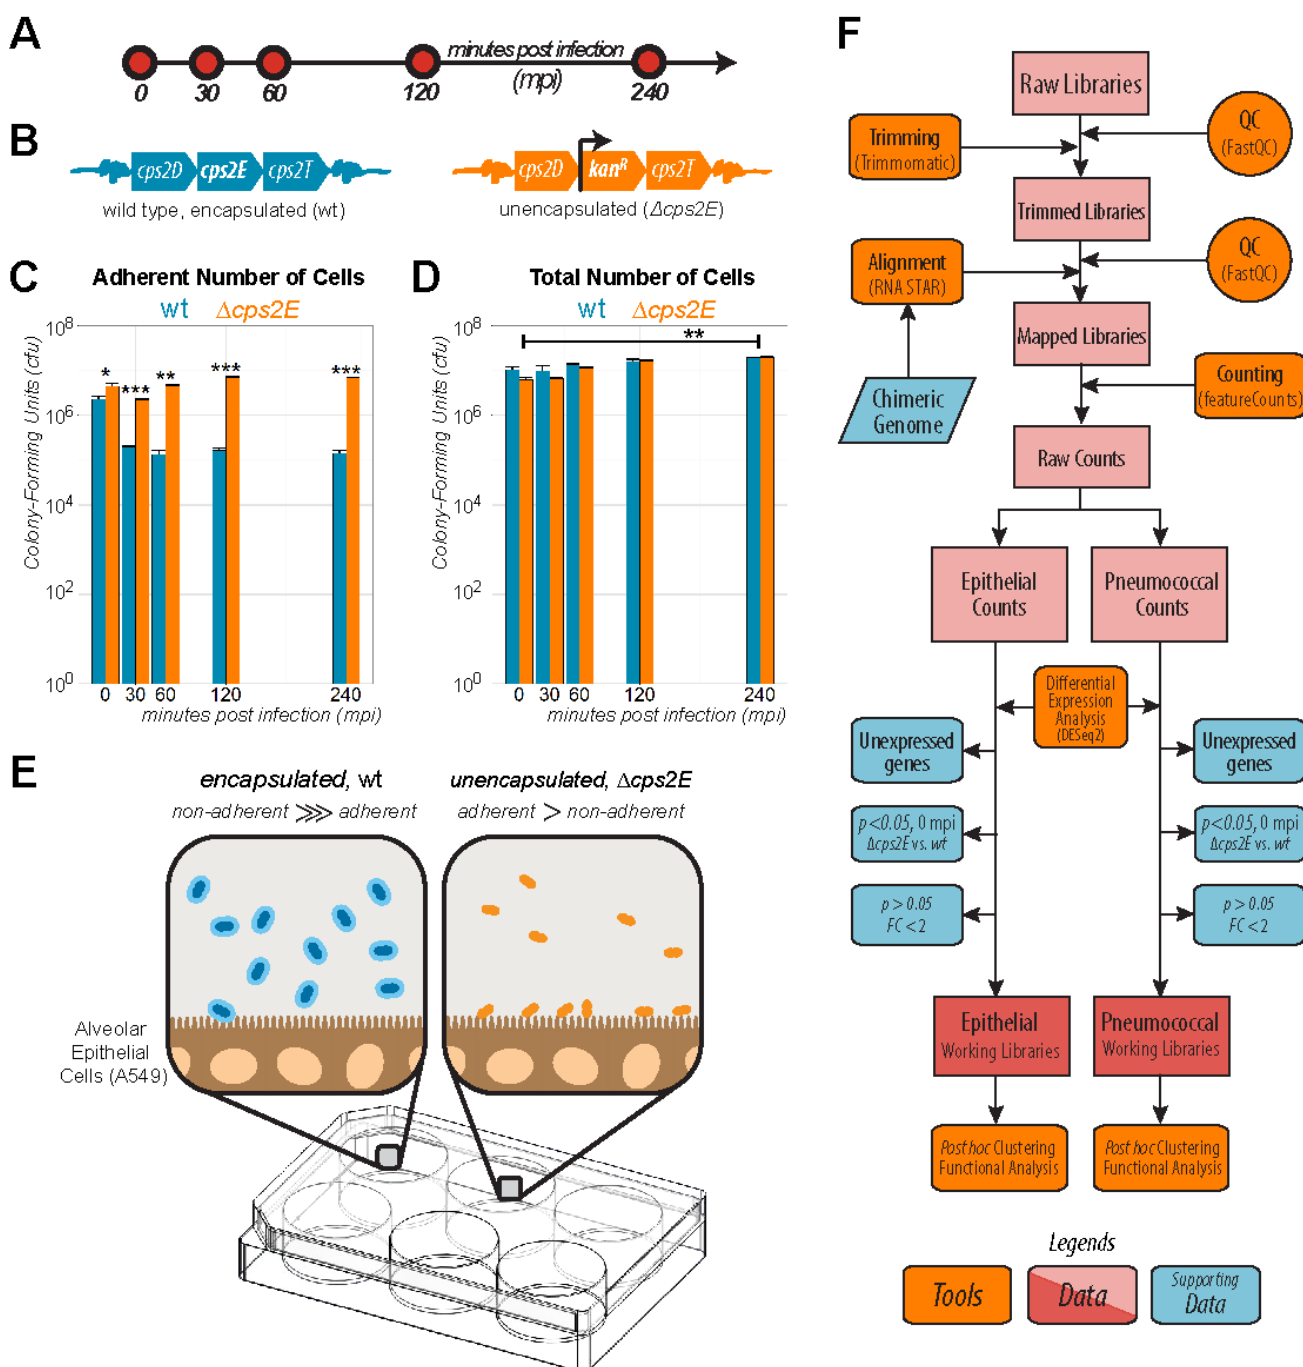 A
minutes post infection
(mpi)
0 30 60 120 240
B
cps2D cps2E cps2T
wild type, encapsulated (wt)
cps2D kanR cps2T
unencapsulated (Δcps2E)
C
Adherent Number of Cells
wt Δcps2E
Colony-Forming Units (cfu)
10^8
10^6
10^4
10^2
10^0
* *** ** *** ***
0 30 60 120 240
minutes post infection (mpi)
D
Total Number of Cells
wt Δcps2E
Colony-Forming Units (cfu)
10^8
10^6
10^4
10^2
10^0
**
0 30 60 120 240
minutes post infection (mpi)
E
encapsulated, wt
non-adherent ⋙ adherent
unencapsulated, Δcps2E
adherent > non-adherent
Alveolar
Epithelial
Cells (A549)
F
Raw Libraries
Trimming
(Trimmomatic)
QC
(FastQC)
Trimmed Libraries
Alignment
(RNA STAR)
QC
(FastQC)
Mapped Libraries
Chimeric
Genome
Counting
(featureCounts)
Raw Counts
Epithelial
Counts
Pneumococcal
Counts
Differential
Expression
Analysis
(DESeq2)
Unexpressed
genes
Unexpressed
genes
p<0.05, 0 mpi
Δcps2E vs. wt
p<0.05, 0 mpi
Δcps2E vs. wt
p > 0.05
FC < 2
p > 0.05
FC < 2
Epithelial
Working Libraries
Pneumococcal
Working Libraries
Post hoc Clustering
Functional Analysis
Post hoc Clustering
Functional Analysis
Legends
Tools
Data
Supporting
Data